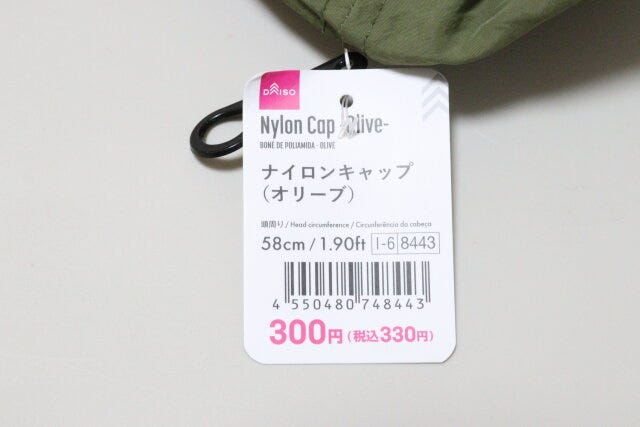 DAISO
Nylon Cap -Olive-
BONÉ DE POLIAMIDA - OLIVE
ナイロンキャップ
(オリーブ)
頭周り / Head circumference / Circunferência da cabeça
58cm / 1.90ft I-6 8443
4 550480 748443
300円(税込330円)